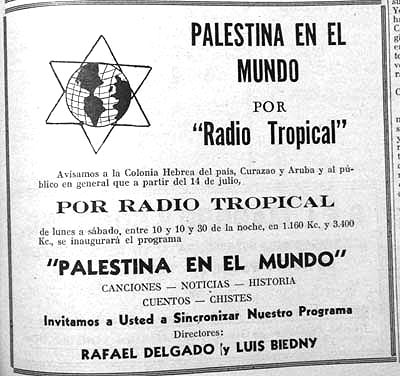 PALESTINA EN EL
MUNDO
POR
"Radio Tropical"
Avisamos a la Colonia Hebrea del país, Curazao y Aruba y al pú-
blico en general que a partir del 14 de julio,
POR RADIO TROPICAL
de lunes a sábado, entre 10 y 10 y 30 de la noche, en 1.160 Kc. y 3.400
Kc., se inaugurará el programa
"PALESTINA EN EL MUNDO"
CANCIONES — NOTICIAS — HISTORIA
CUENTOS — CHISTES
Invitamos a Usted a Sincronizar Nuestro Programa
Directores:
RAFAEL DELGADO y LUIS BIEDNY